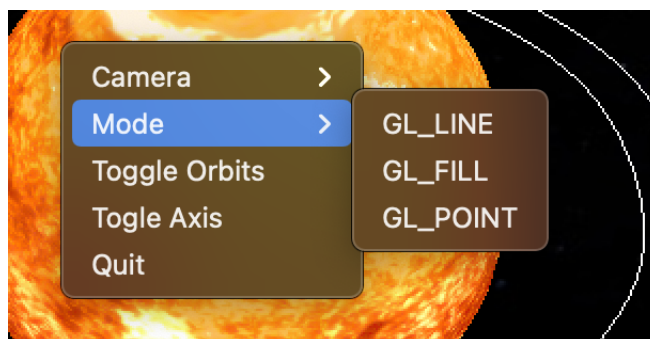 Camera
Mode
Toggle Orbits
Togle Axis
Quit
GL_LINE
GL_FILL
GL_POINT